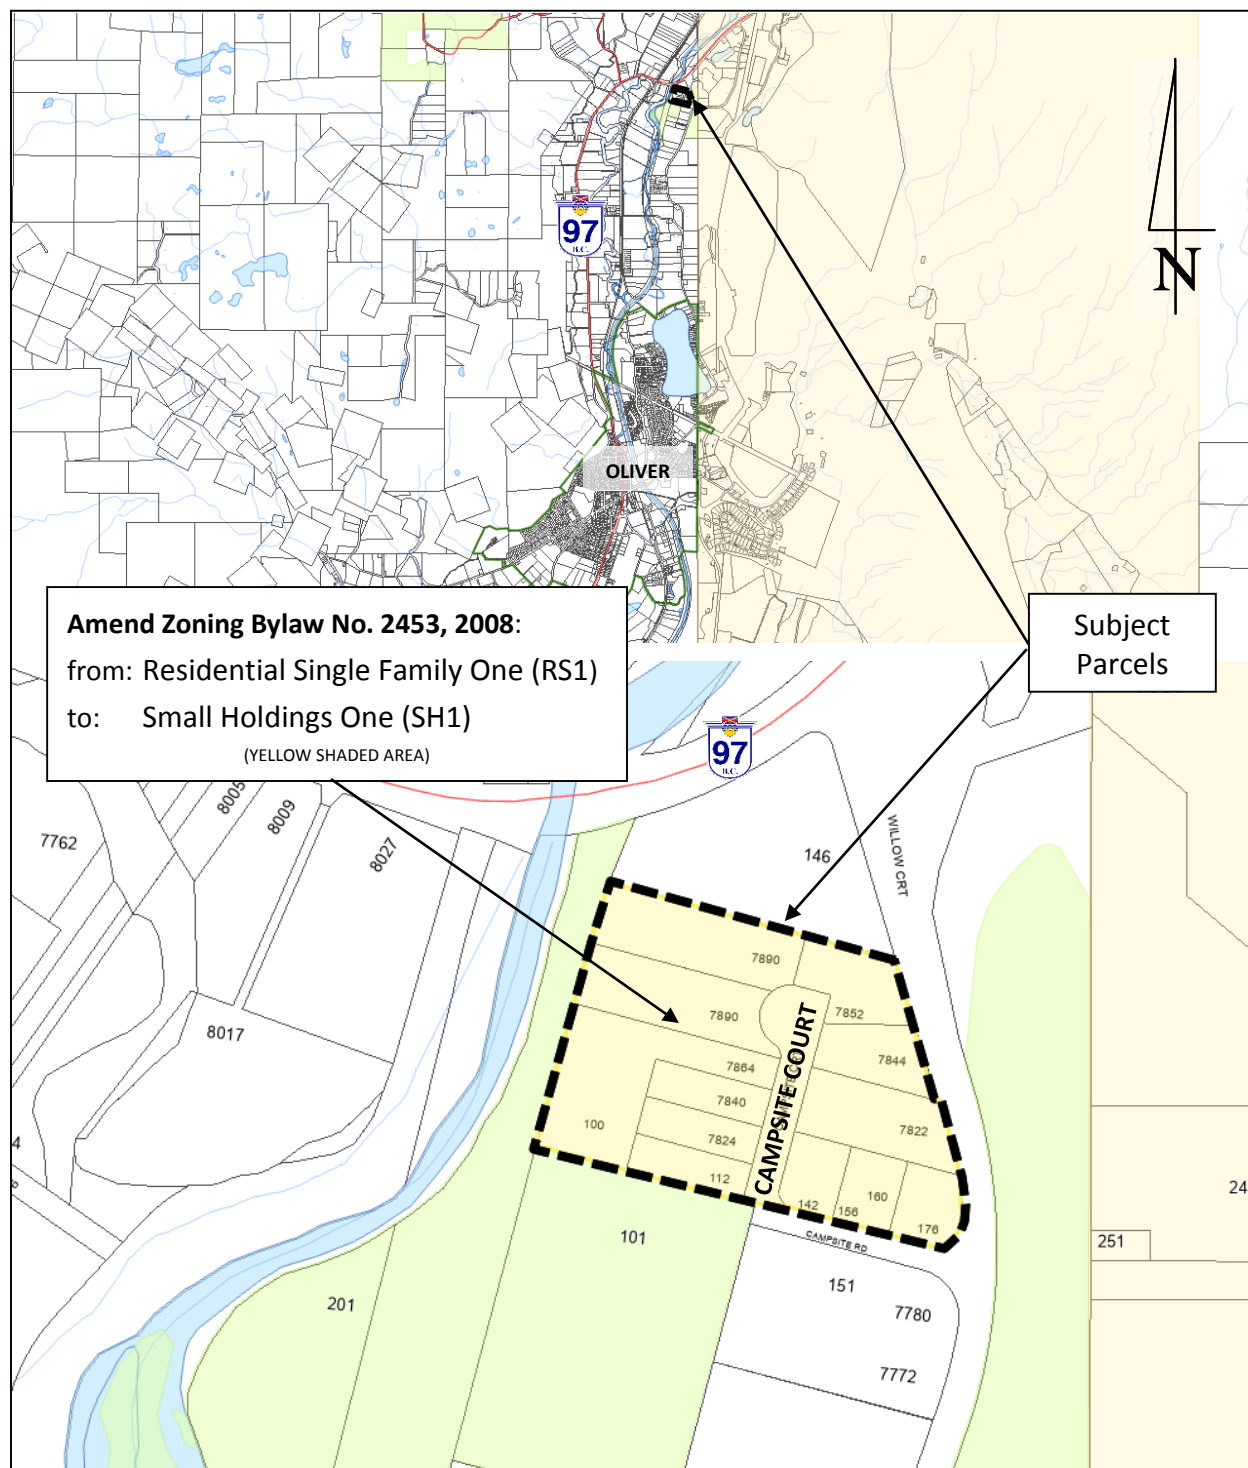 97
B.C.
N
OLIVER
Amend Zoning Bylaw No. 2453, 2008:
from: Residential Single Family One (RS1)
to: Small Holdings One (SH1)
(YELLOW SHADED AREA)
Subject
Parcels
97
B.C.
8005
8009
7762
8027
146
WILLOW CRT
7890
7890
7852
8017
7864
7844
7840
100
7824
7822
CAMPSITE COURT
112
142
156
160
176
CAMPSITE RD
101
151
201
7780
7772
24
251
4